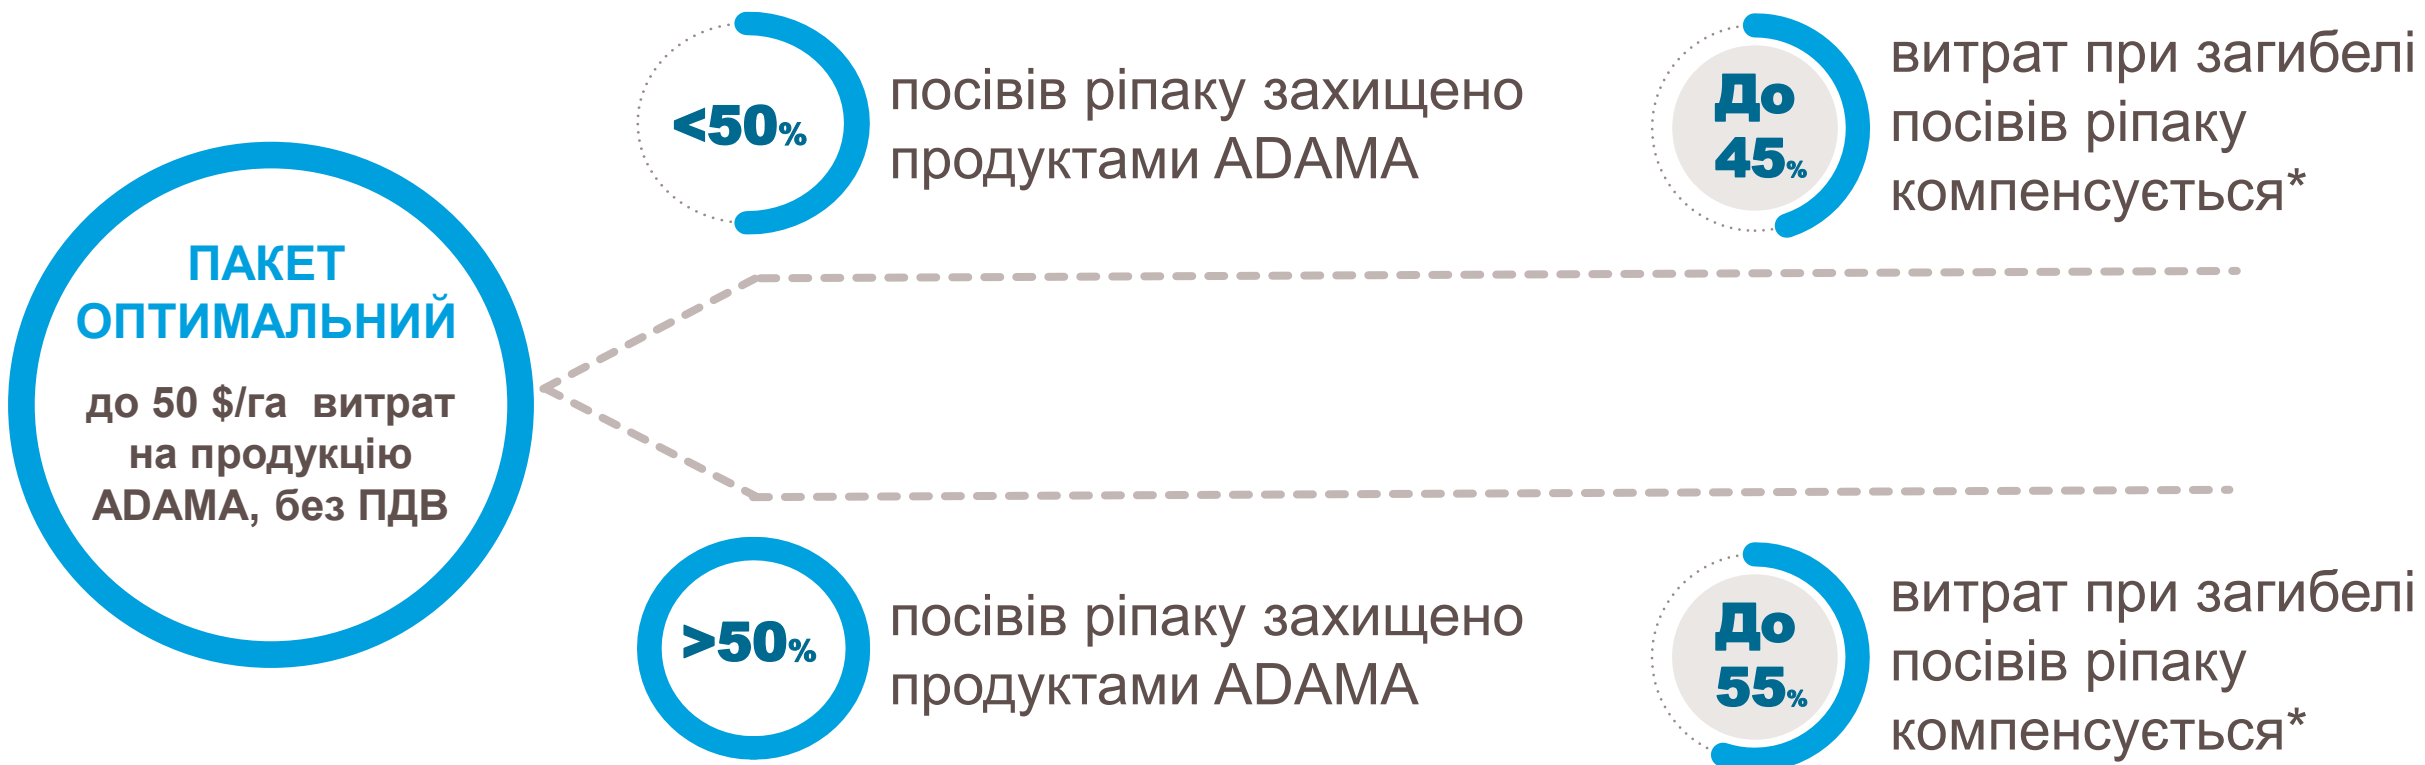 ПАКЕТ
ОПТИМАЛЬНИЙ
до 50 $/га витрат
на продукцію
ADAMA, без ПДВ
<50%
посівів ріпаку захищено
продуктами ADAMA
До
45%
витрат при загибелі
посівів ріпаку
компенсується*
>50%
посівів ріпаку захищено
продуктами ADAMA
До
55%
витрат при загибелі
посівів ріпаку
компенсується*